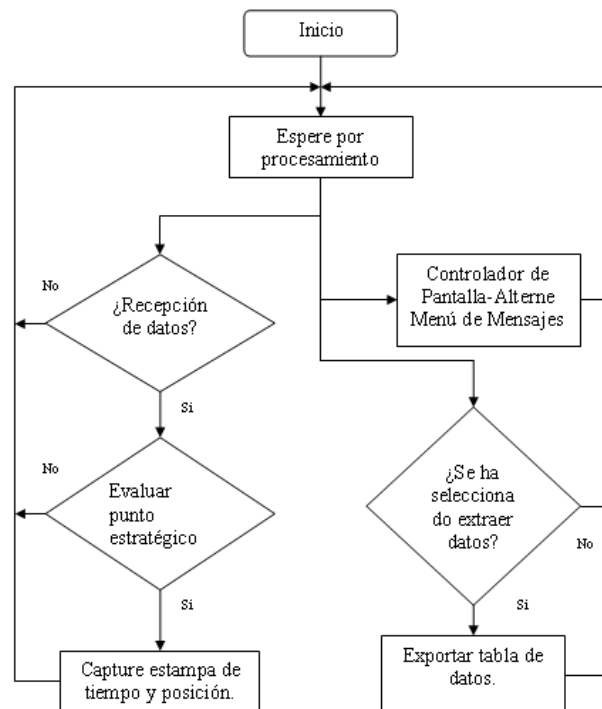 Inicio
Espere por
procesamiento
No
¿Recepción
de datos?
Controlador de
Pantalla-Alterne
Menú de Mensajes
Si
No
Evaluar
punto
estratégico
¿Se ha
selecciona
do extraer
datos?
No
Si
Si
Capture estampa de
tiempo y posición.
Exportar tabla de
datos.